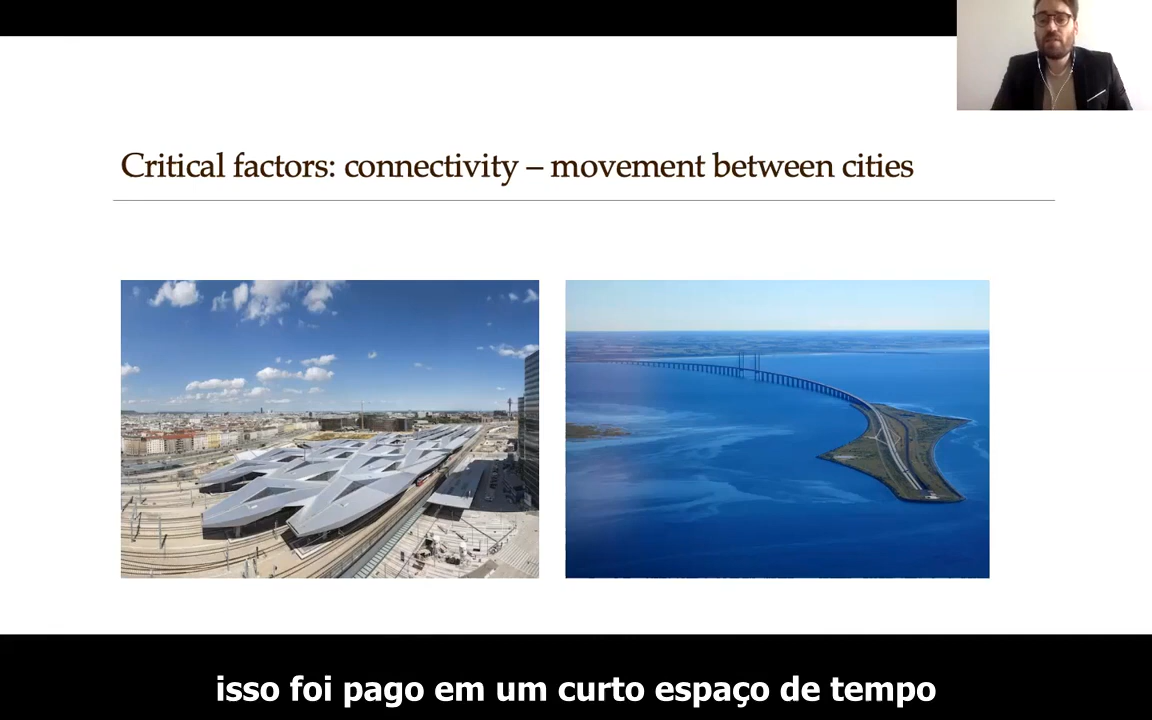 Critical factors: connectivity – movement between cities
isso foi pago em um curto espaço de tempo